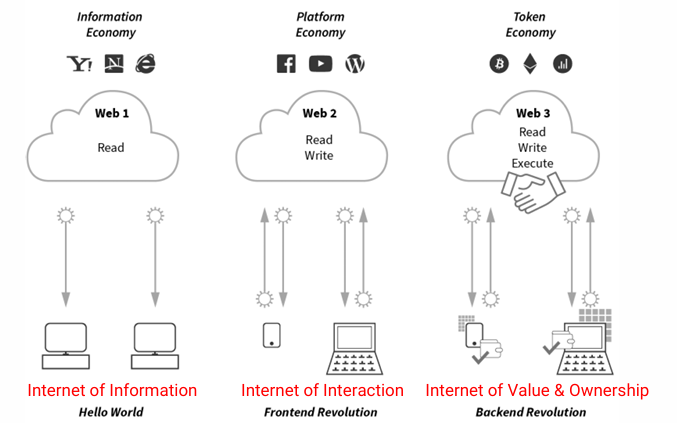 Information
Economy
Platform
Economy
Token
Economy
Y!
N
Web 1
Read
Web 2
Read
Write
Web 3
Read
Write
Execute
Internet of Information
Internet of Interaction
Internet of Value & Ownership
Hello World
Frontend Revolution
Backend Revolution